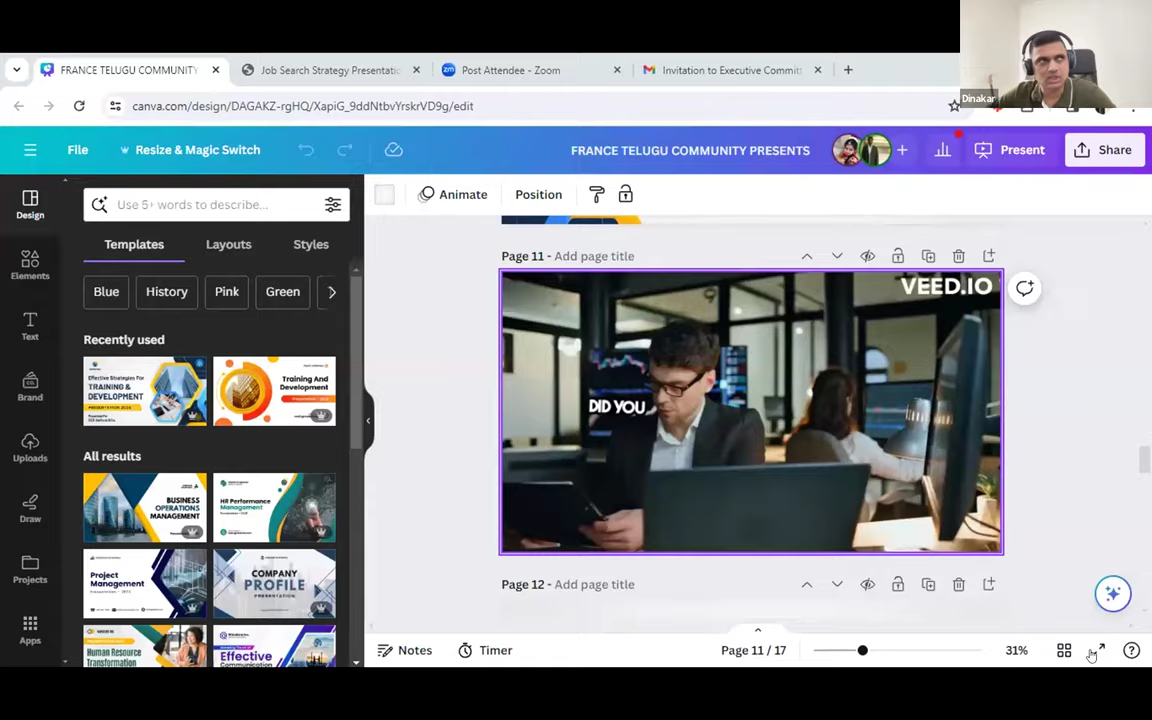 FRANCE TELUGU COMMUNITY
Job Search Strategy Presentatio
Post Attendee - Zoom
Invitation to Executive Committ
Dinakar
canva.com/design/DAGAKZ-rgHQ/XapiG_9ddNtbvYrskrVD9g/edit
File
Resize & Magic Switch
FRANCE TELUGU COMMUNITY PRESENTS
Present
Share
Design
Elements
Text
Brand
Uploads
Draw
Projects
Apps
Use 5+ words to describe...
Templates
Layouts
Styles
Blue
History
Pink
Green
Recently used
Effective Strategies For
TRAINING &
DEVELOPMENT
Training And
Development
All results
BUSINESS
OPERATIONS
MANAGEMENT
HR Performance
Management
Project
Management
COMPANY
PROFILE
Human Resource
Transformation
Effective
Animate
Position
Page 11 - Add page title
VEED.IO
DID YOU
Page 12 - Add page title
Notes
Timer
Page 11 / 17
31%